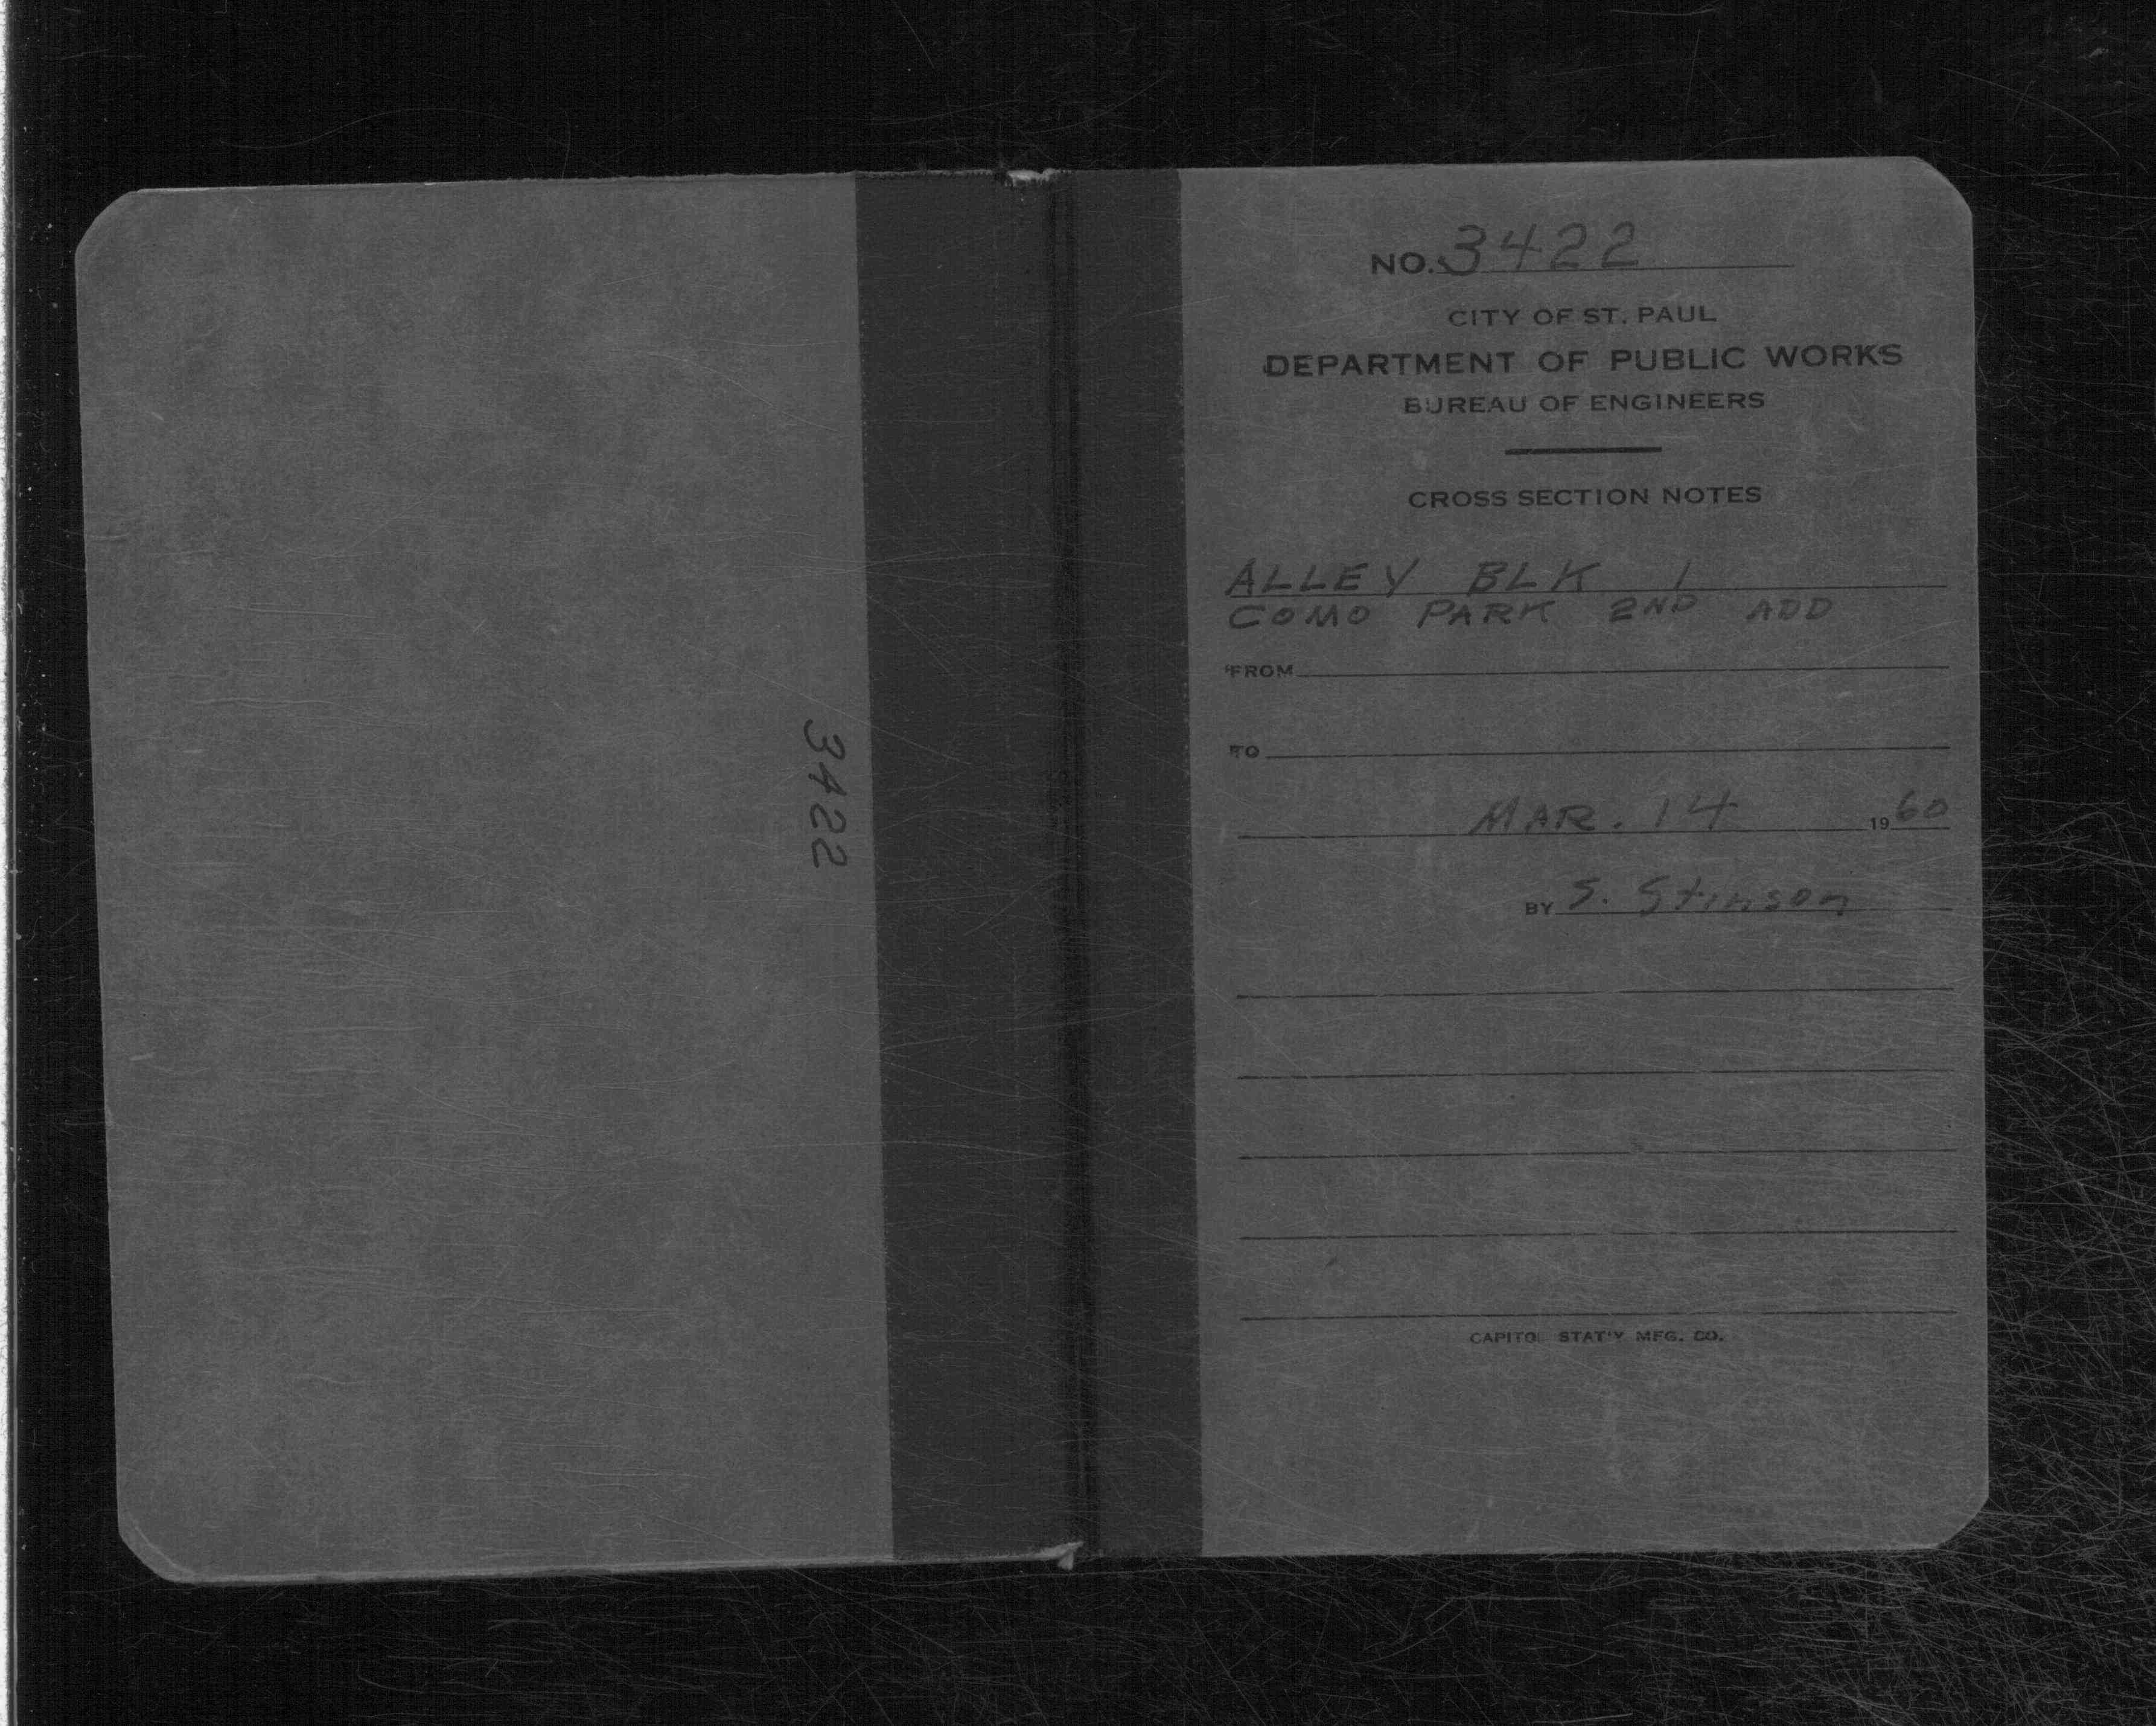 3422
NO. 3422
CITY OF ST. PAUL
DEPARTMENT OF PUBLIC WORKS
BUREAU OF ENGINEERS
CROSS SECTION NOTES
ALLEY BLK 1
COMO PARK 2ND ADD
FROM
TO
MAR. 14 1960
BY S. Stinson
CAPITOL STAT'Y MFG. CO.